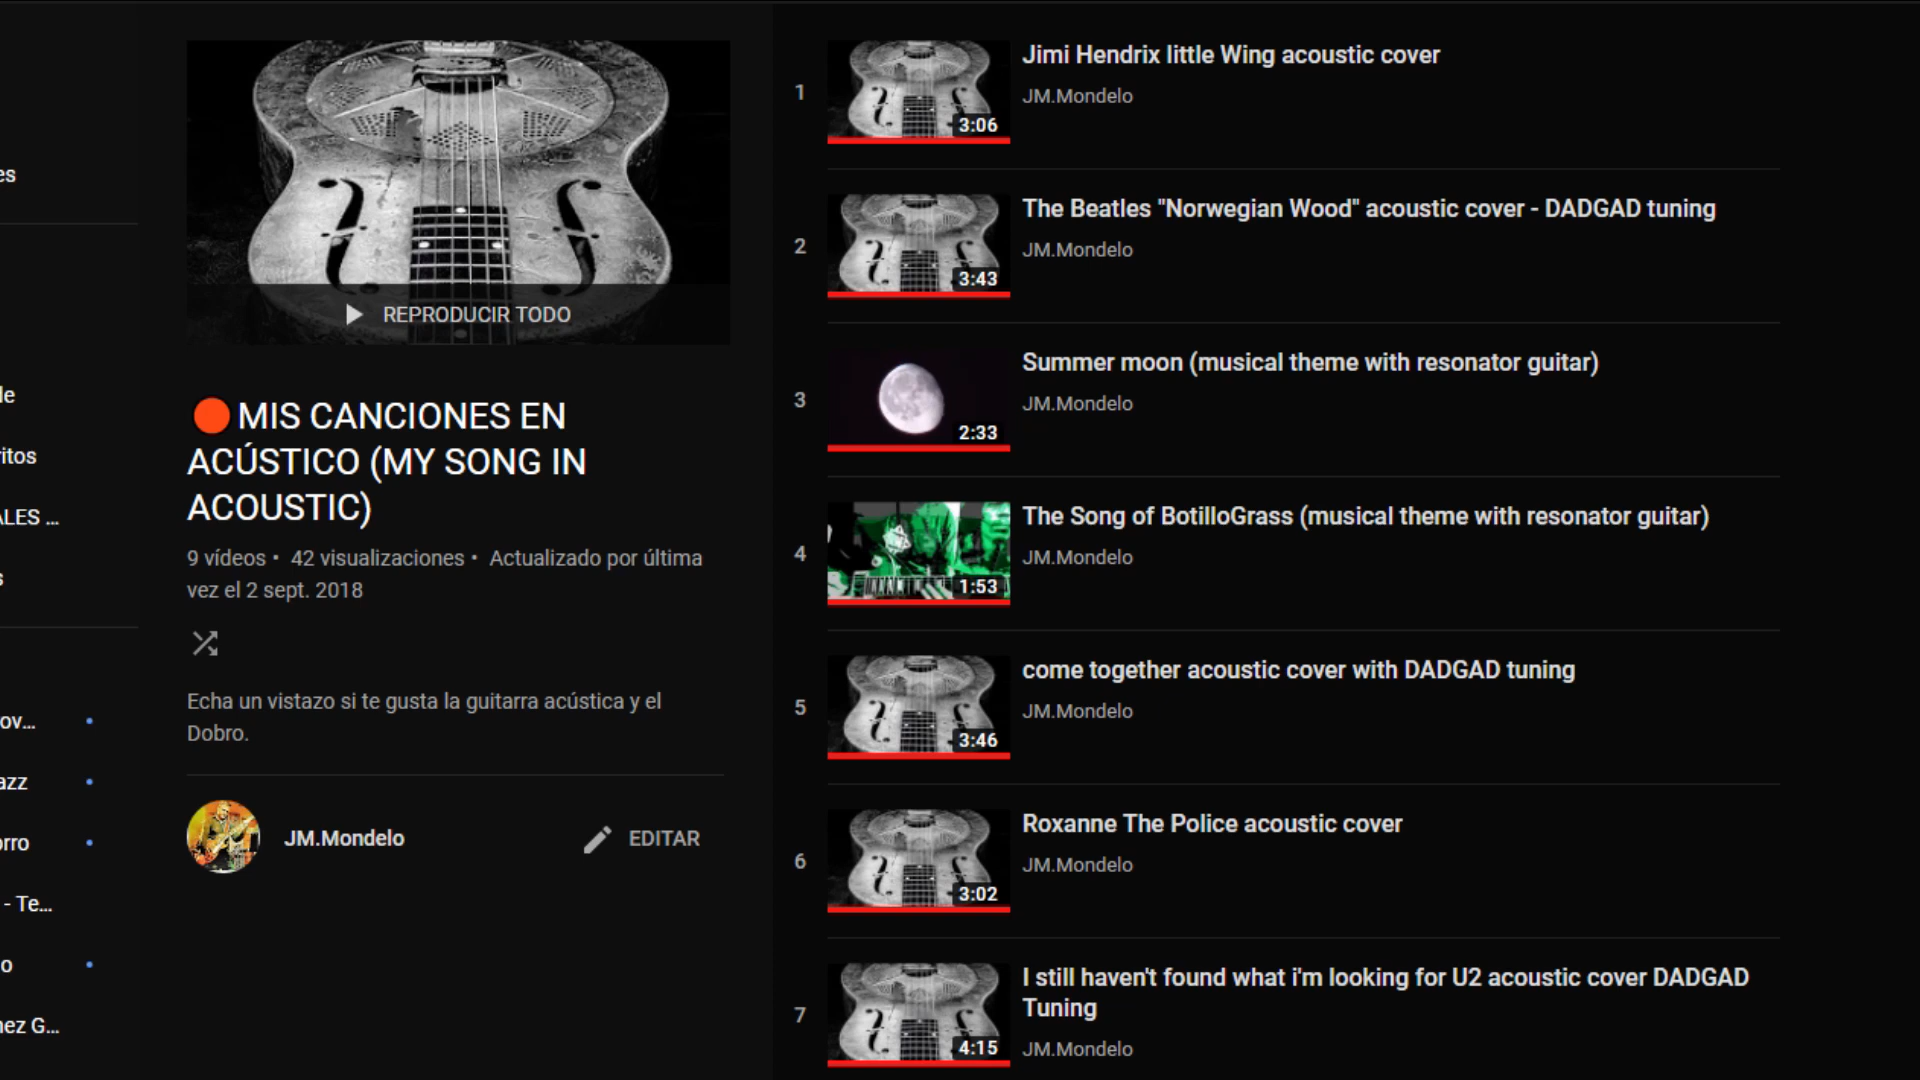 es
le
ritos
ALES ...
s
ov...
azz
orro
- Te...
o
nez G...
REPRODUCIR TODO
MIS CANCIONES EN
ACÚSTICO (MY SONG IN
ACOUSTIC)
9 vídeos • 42 visualizaciones • Actualizado por última
vez el 2 sept. 2018
Echa un vistazo si te gusta la guitarra acústica y el
Dobro.
JM.Mondelo
EDITAR
1
3:06
Jimi Hendrix little Wing acoustic cover
JM.Mondelo
2
3:43
The Beatles "Norwegian Wood" acoustic cover - DADGAD tuning
JM.Mondelo
3
2:33
Summer moon (musical theme with resonator guitar)
JM.Mondelo
4
1:53
The Song of BotilloGrass (musical theme with resonator guitar)
JM.Mondelo
5
3:46
come together acoustic cover with DADGAD tuning
JM.Mondelo
6
3:02
Roxanne The Police acoustic cover
JM.Mondelo
7
4:15
I still haven't found what i'm looking for U2 acoustic cover DADGAD
Tuning
JM.Mondelo